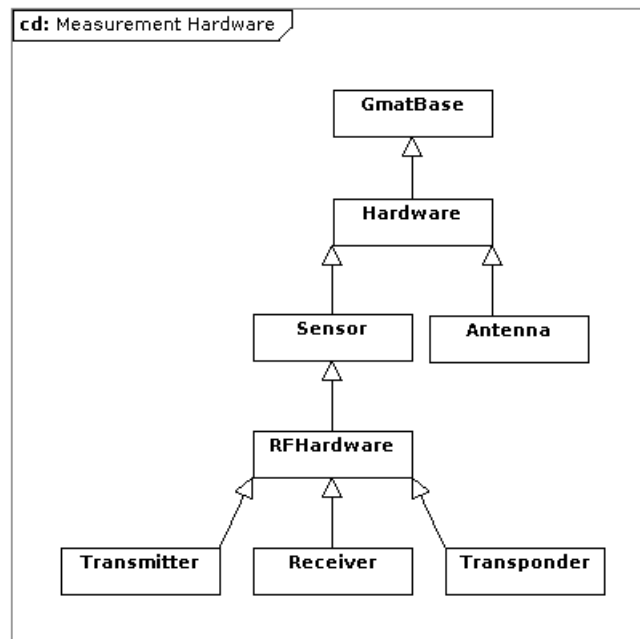 cd: Measurement Hardware
GmatBase
Hardware
Sensor
Antenna
RFHardware
Transmitter
Receiver
Transponder